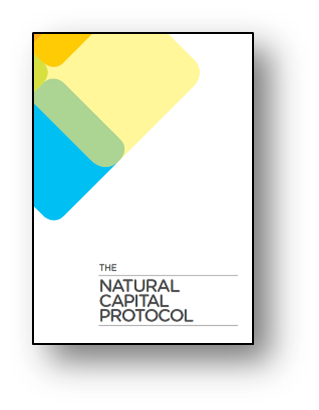 THE
NATURAL
CAPITAL
PROTOCOL